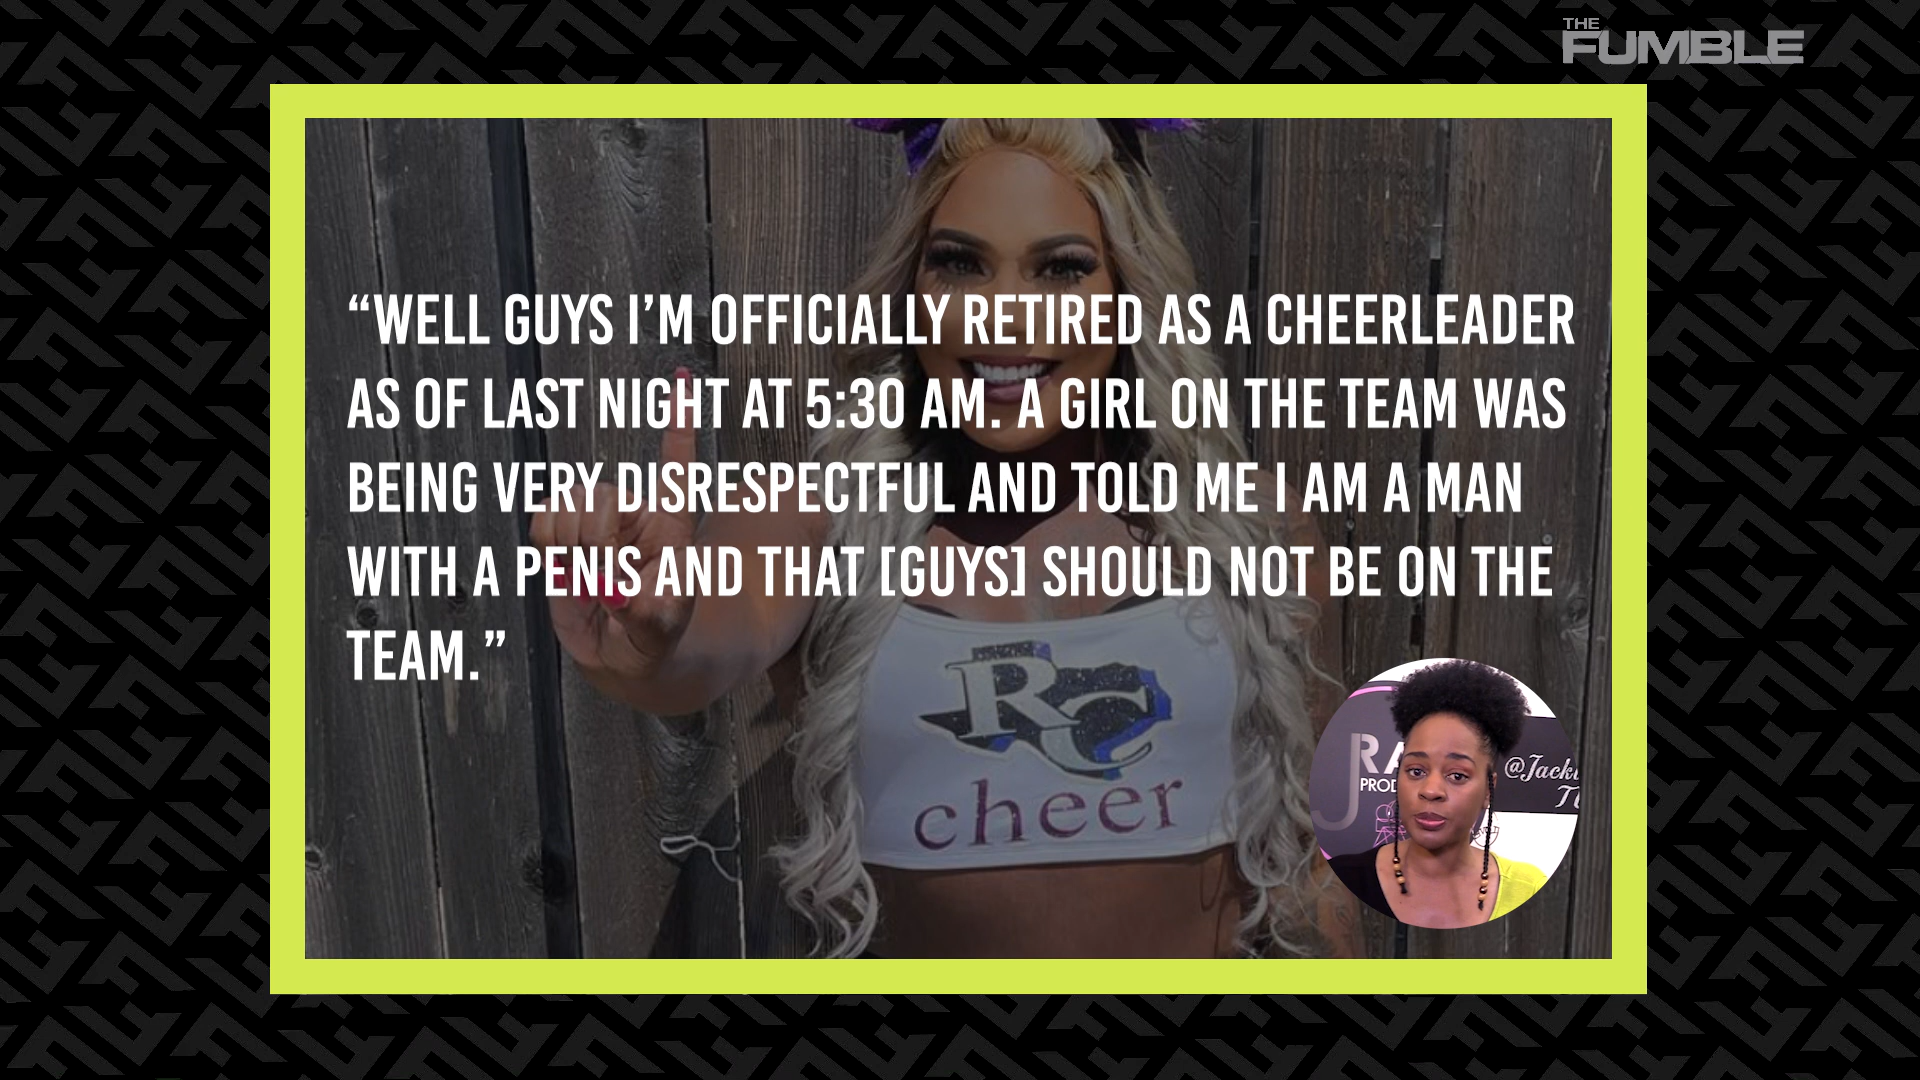 THE
FUMBLE
“WELL GUYS I’M OFFICIALLY RETIRED AS A CHEERLEADER
AS OF LAST NIGHT AT 5:30 AM. A GIRL ON THE TEAM WAS
BEING VERY DISRESPECTFUL AND TOLD ME I AM A MAN
WITH A PENIS AND THAT [GUYS] SHOULD NOT BE ON THE
TEAM.”
RC
cheer
@Jack
PROD